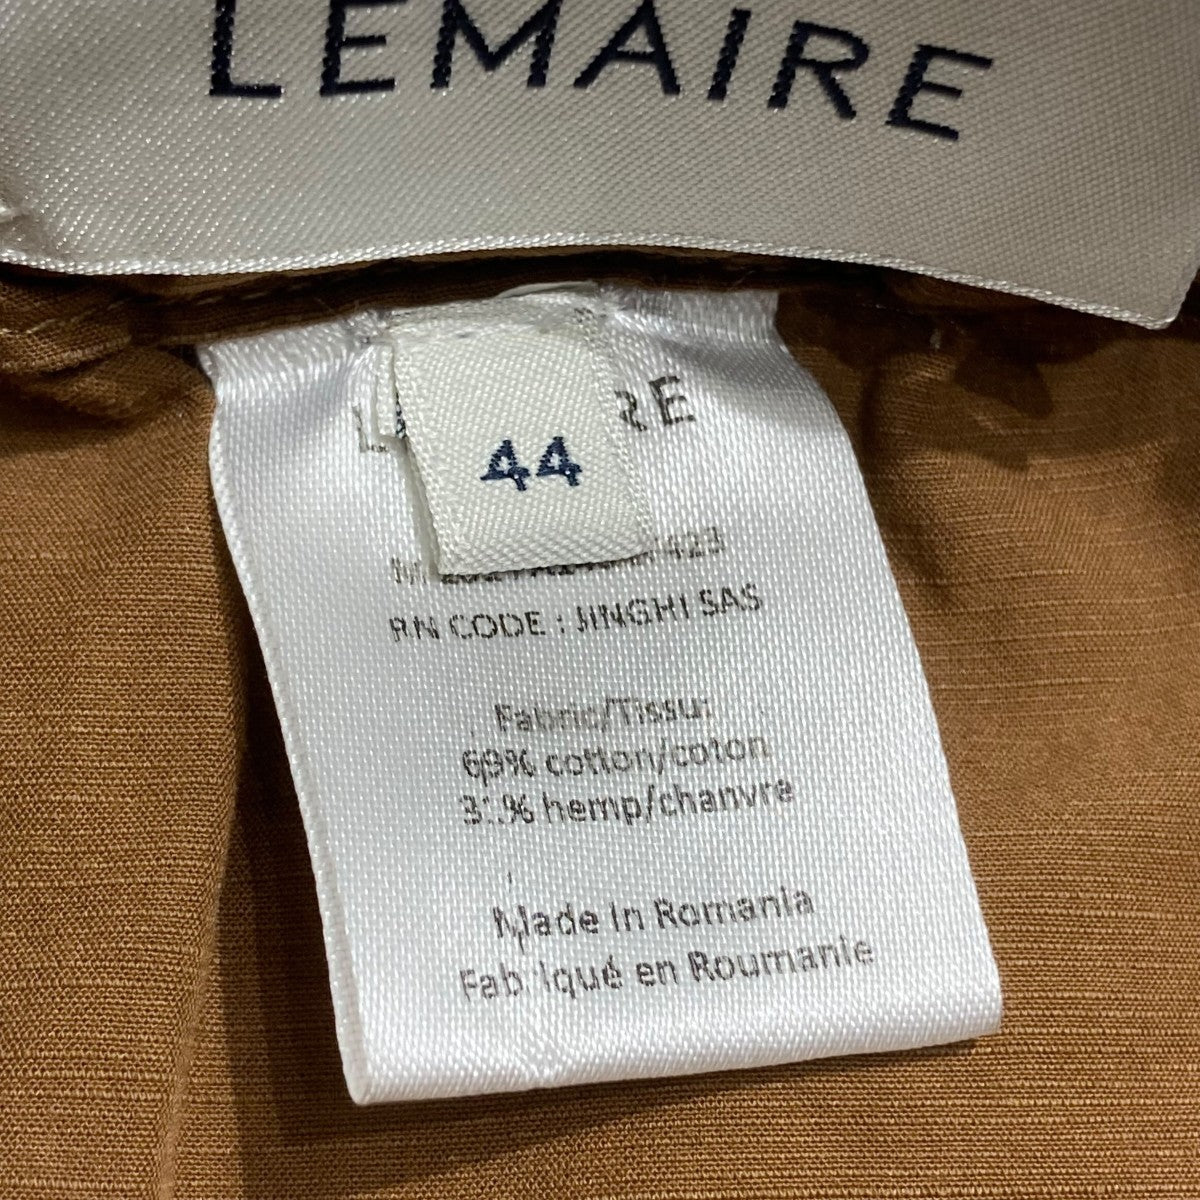 LEMAIRE
44
RN CODE : JINGHI SAS
Fabric/Tissu:
69% cotton/coton
31% hemp/chanvre
Made in Romania
Fabriqué en Roumanie